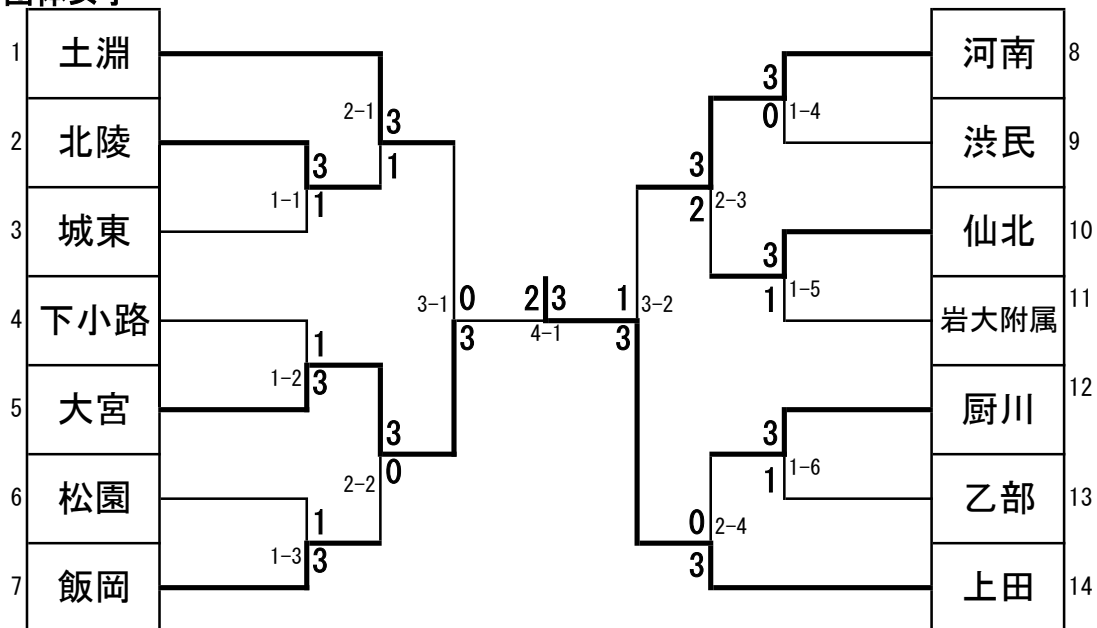 1 土淵
2 北陵
3 城東
4 下小路
5 大宮
6 松園
7 飯岡
2-1 3
1
3
1-1 1
1
1-2 3
3
2-2 0
1
1-3 3
3-1 0
3
2 3
4-1
1 3-2
3
3
0 1-4
3
2 2-3
3
1 1-5
3
1 1-6
0 2-4
3
河南 8
渋民 9
仙北 10
岩大附属 11
厨川 12
乙部 13
上田 14